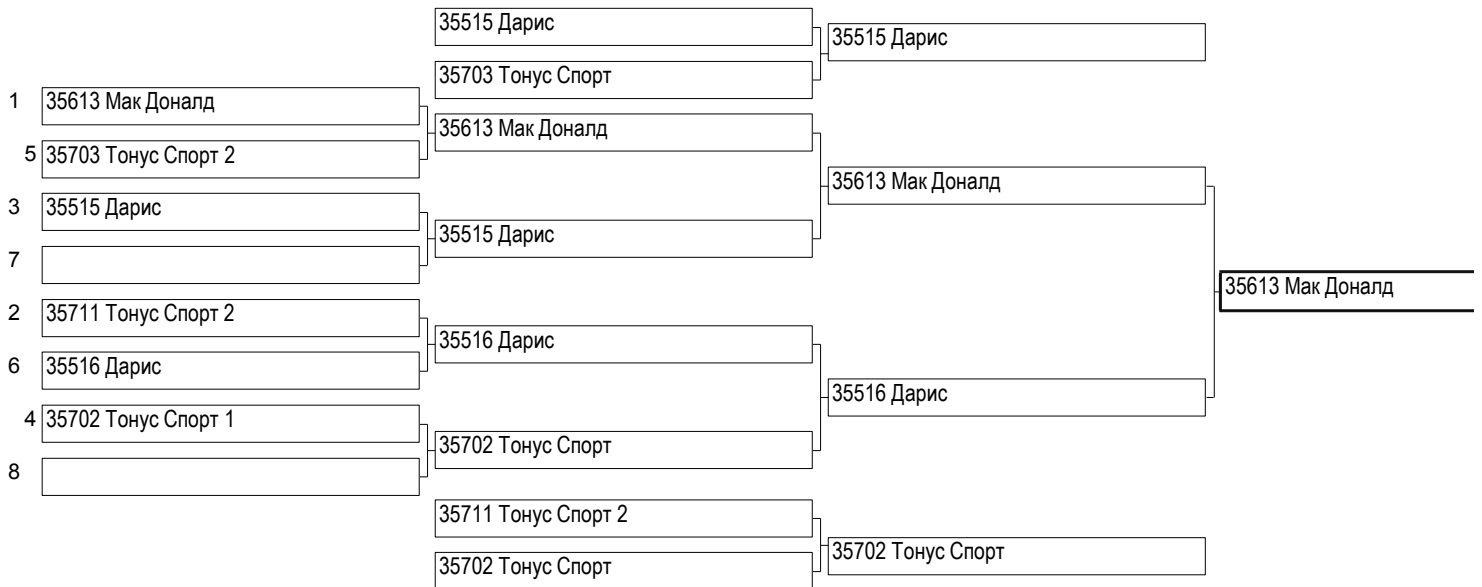 35515 Дарис
35515 Дарис
35703 Тонус Спорт
1 35613 Мак Доналд
35613 Мак Доналд
5 35703 Тонус Спорт 2
35613 Мак Доналд
3 35515 Дарис
35515 Дарис
7
35613 Мак Доналд
2 35711 Тонус Спорт 2
35516 Дарис
6 35516 Дарис
35516 Дарис
4 35702 Тонус Спорт 1
35702 Тонус Спорт
8
35711 Тонус Спорт 2
35702 Тонус Спорт
35702 Тонус Спорт